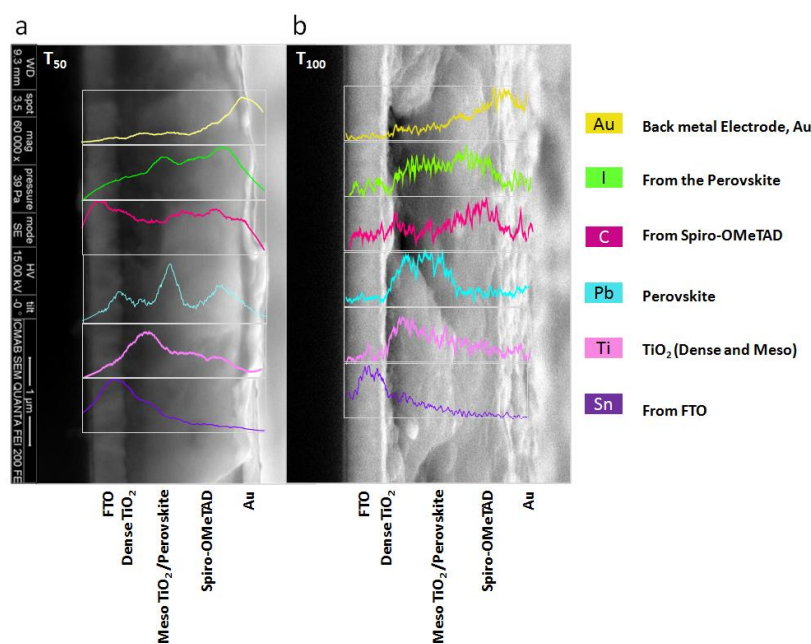 a
b
T50
T100
WD
9.3 mm
spot
3.5
mag
60 000 x
pressure
39 Pa
mode
SE
HV
15.00 kV
tilt
-0 °
1 µm
ICMAB SEM QUANTA FEI 200 FE
Au Back metal Electrode, Au
I From the Perovskite
C From Spiro-OMeTAD
Pb Perovskite
Ti TiO2 (Dense and Meso)
Sn From FTO
FTO
Dense TiO2
Meso TiO2/Perovskite
Spiro-OMeTAD
Au
FTO
Dense TiO2
Meso TiO2/Perovskite
Spiro-OMeTAD
Au